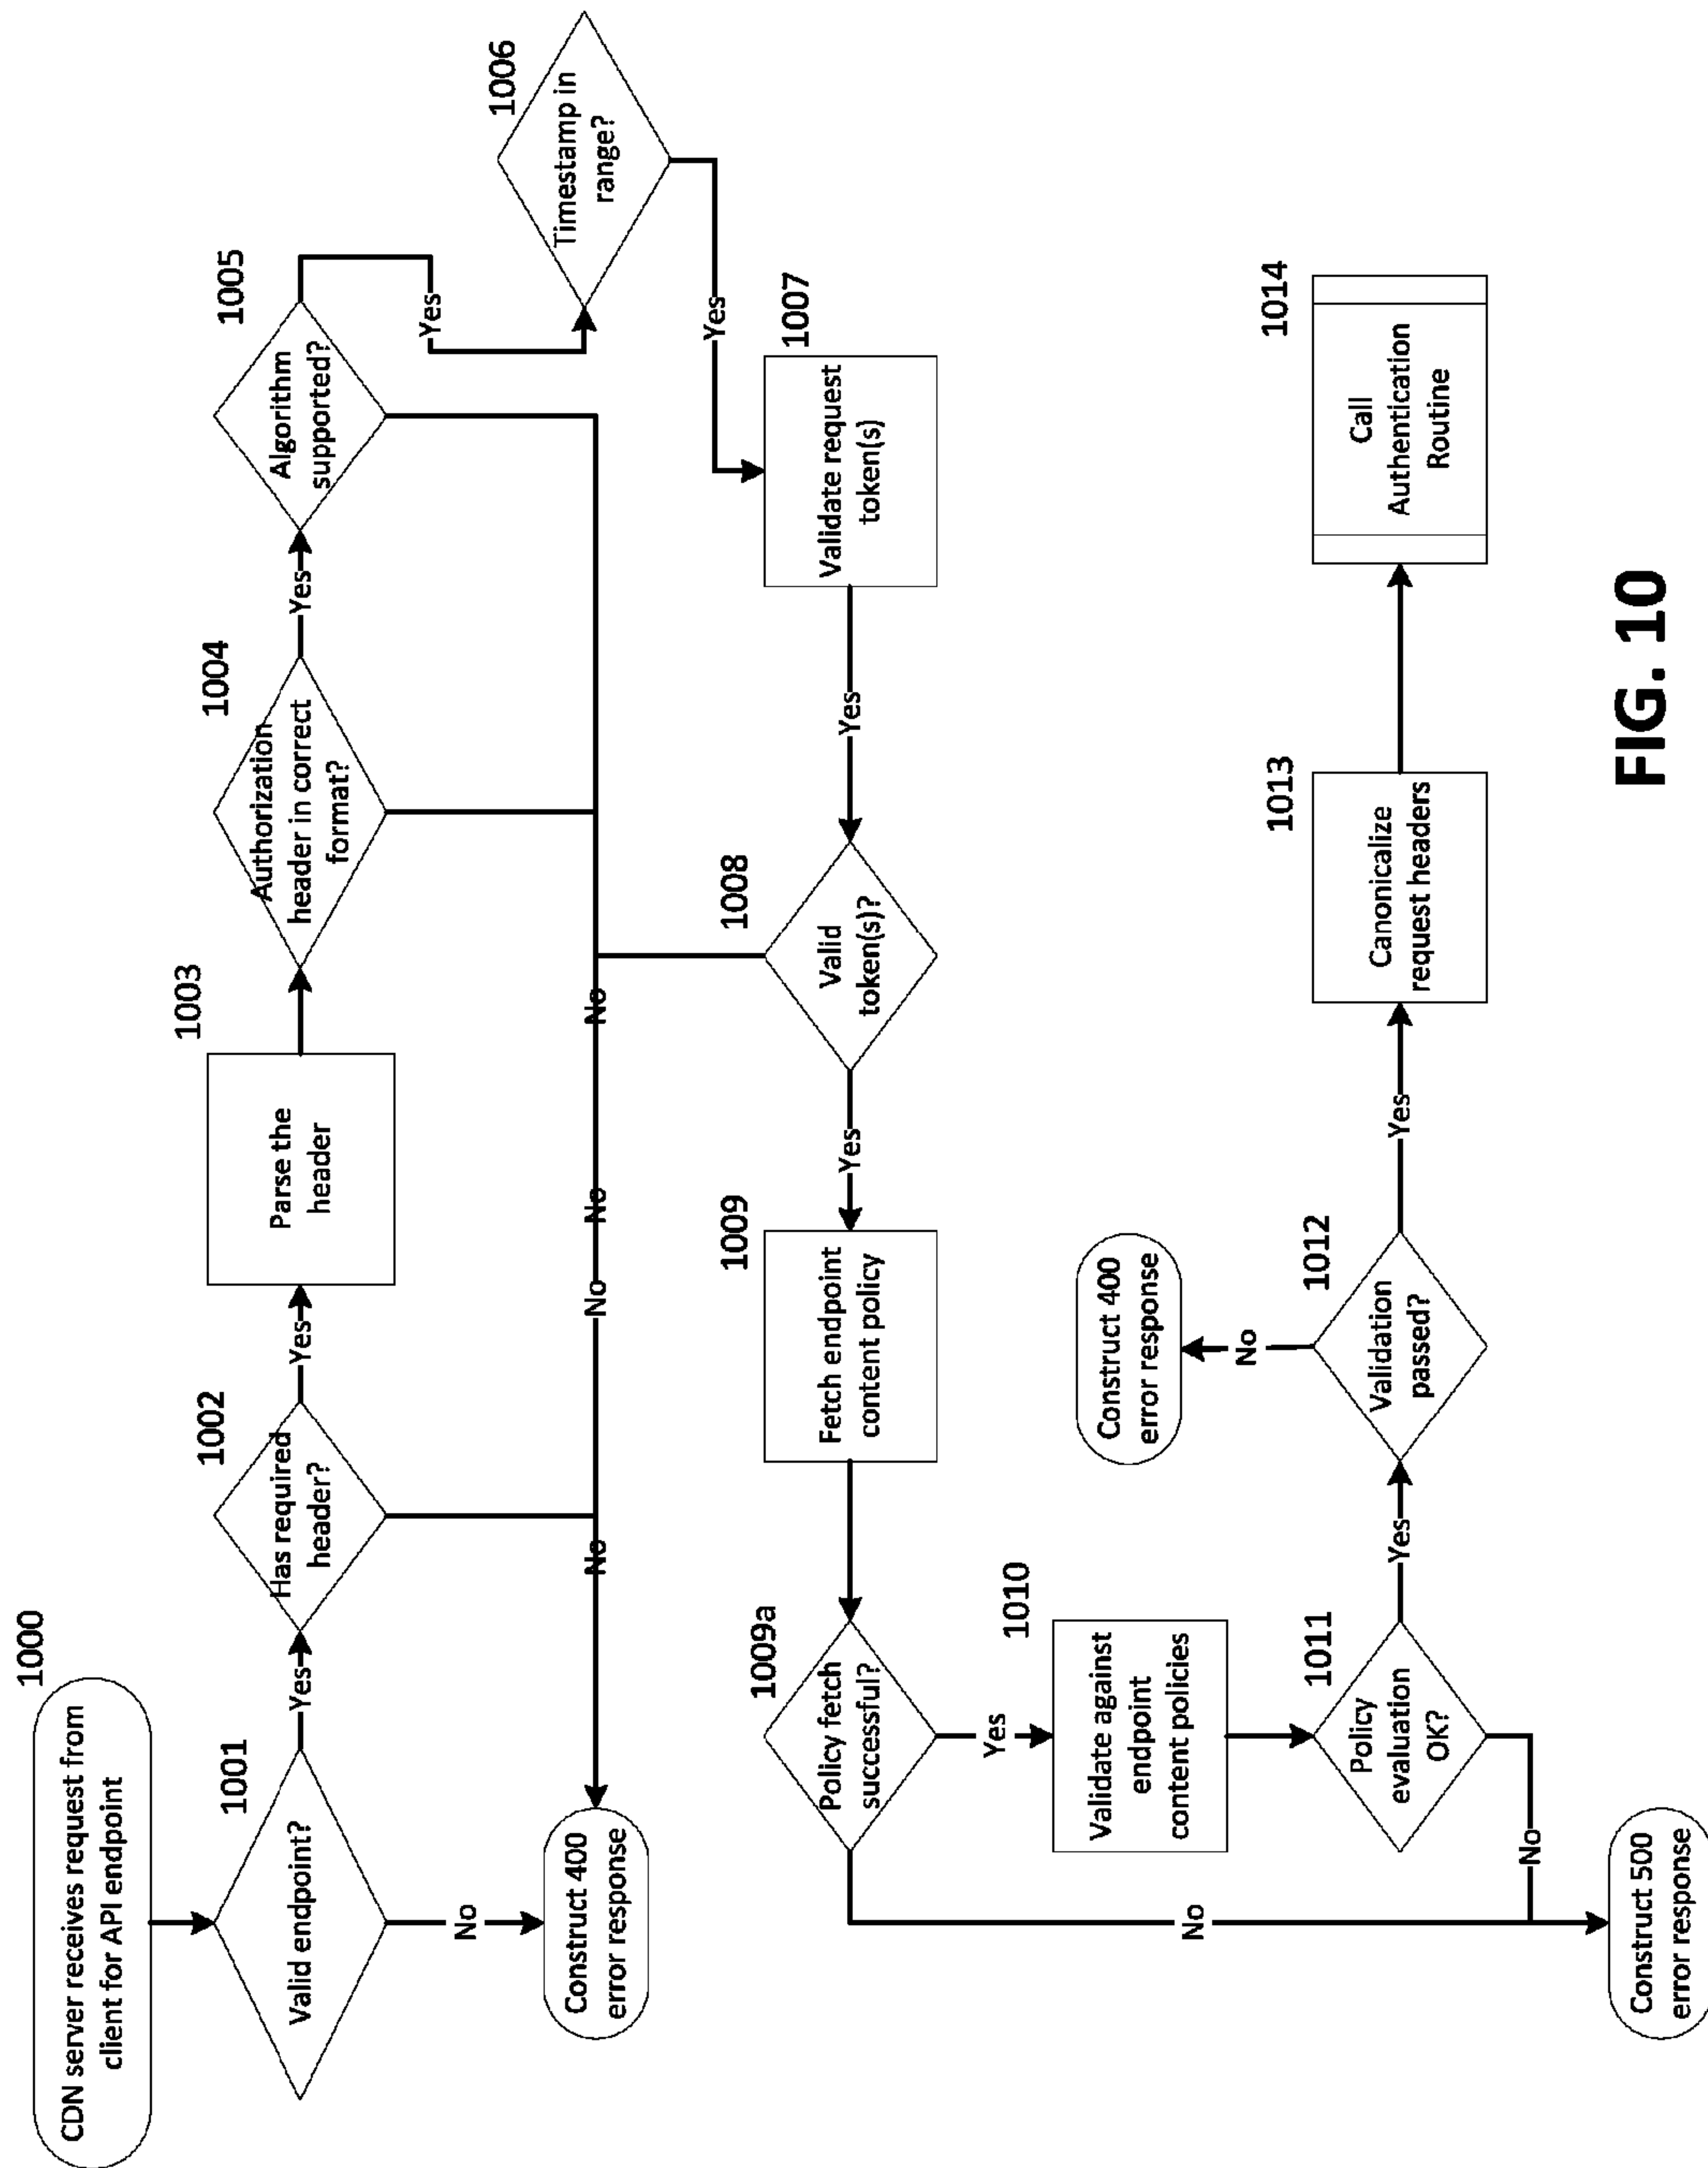 1000
CDN server receives request from
client for API endpoint
1001
Valid endpoint?
Yes
No
1002
Has required
header?
Yes
1003
Parse the
header
1004
Authorization
header in correct
format?
Yes
1005
Algorithm
supported?
Yes
1006
Timestamp in
range?
Yes
No
No
No
No
Construct 400
error response
1007
Validate request
token(s)
Yes
1008
Valid
token(s)?
Yes
1009
Fetch endpoint
content policy
1009a
Policy fetch
successful?
Yes
No
1010
Validate against
endpoint
content policies
1011
Policy
evaluation
OK?
Yes
No
Construct 500
error response
1012
Validation
passed?
No
Construct 400
error response
Yes
1013
Canonicalize
request headers
1014
Call
Authentication
Routine
FIG. 10